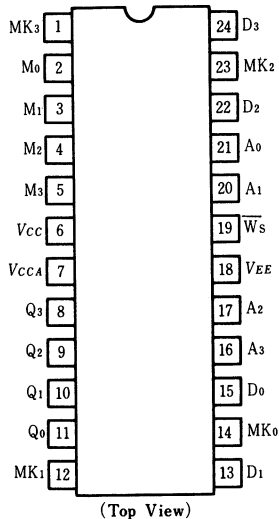 MK₃ 1 24 D₃
M₀ 2 23 MK₂
M₁ 3 22 D₂
M₂ 4 21 A₀
M₃ 5 20 A₁
VCC 6 19 W̅S̅
VCCA 7 18 VEE
Q₃ 8 17 A₂
Q₂ 9 16 A₃
Q₁ 10 15 D₀
Q₀ 11 14 MK₀
MK₁ 12 13 D₁
(Top View)